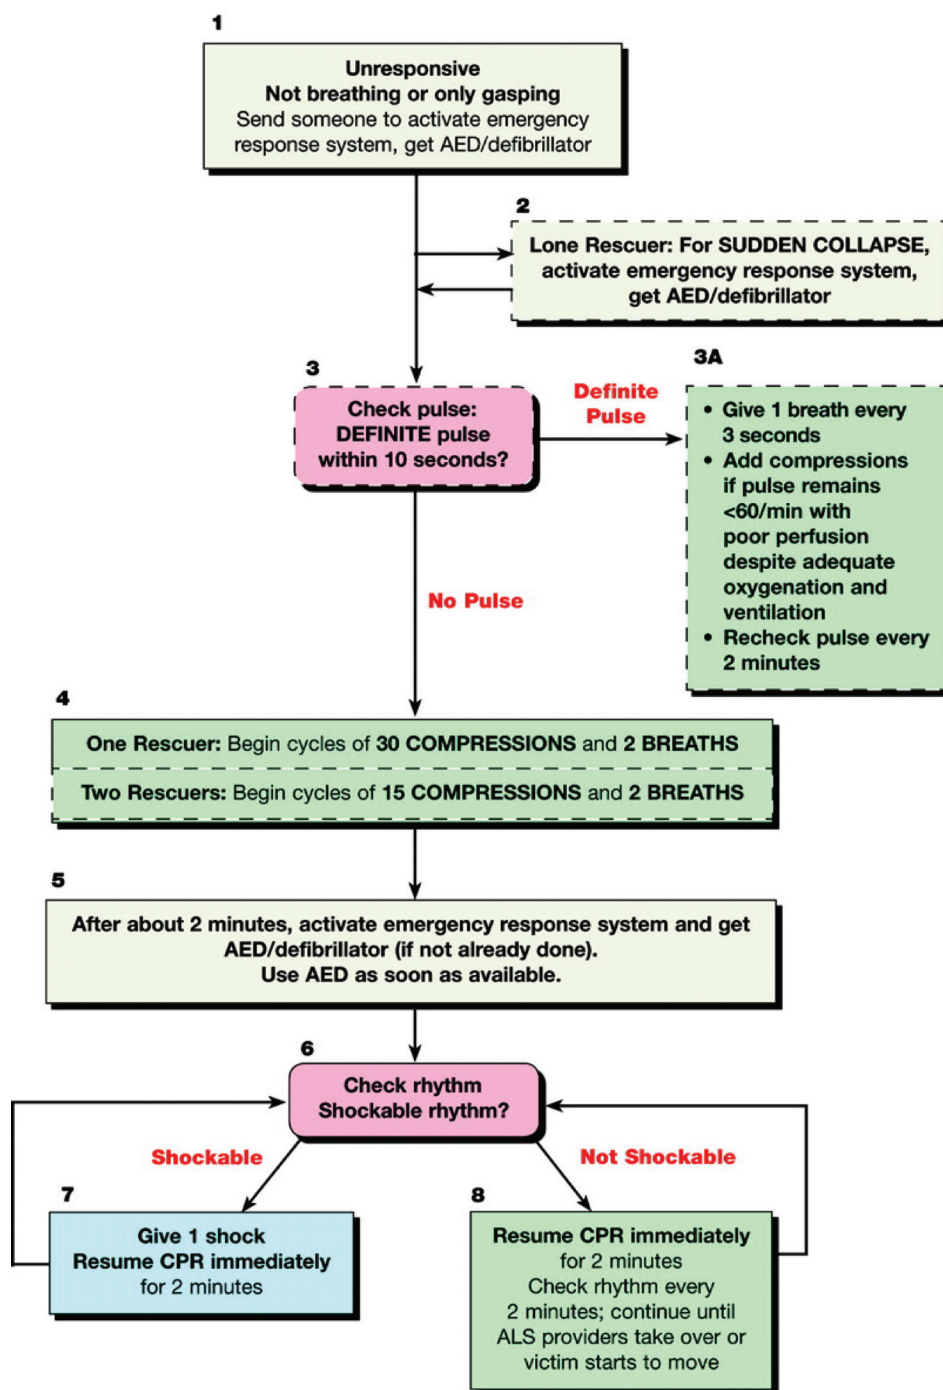 1
Unresponsive
Not breathing or only gasping
Send someone to activate emergency
response system, get AED/defibrillator
2
Lone Rescuer: For SUDDEN COLLAPSE,
activate emergency response system,
get AED/defibrillator
3
Check pulse:
DEFINITE pulse
within 10 seconds?
Definite
Pulse
3A
• Give 1 breath every
3 seconds
• Add compressions
if pulse remains
<60/min with
poor perfusion
despite adequate
oxygenation and
ventilation
• Recheck pulse every
2 minutes
No Pulse
4
One Rescuer: Begin cycles of 30 COMPRESSIONS and 2 BREATHS
Two Rescuers: Begin cycles of 15 COMPRESSIONS and 2 BREATHS
5
After about 2 minutes, activate emergency response system and get
AED/defibrillator (if not already done).
Use AED as soon as available.
6
Check rhythm
Shockable rhythm?
Shockable
Not Shockable
7
Give 1 shock
Resume CPR immediately
for 2 minutes
8
Resume CPR immediately
for 2 minutes
Check rhythm every
2 minutes; continue until
ALS providers take over or
victim starts to move